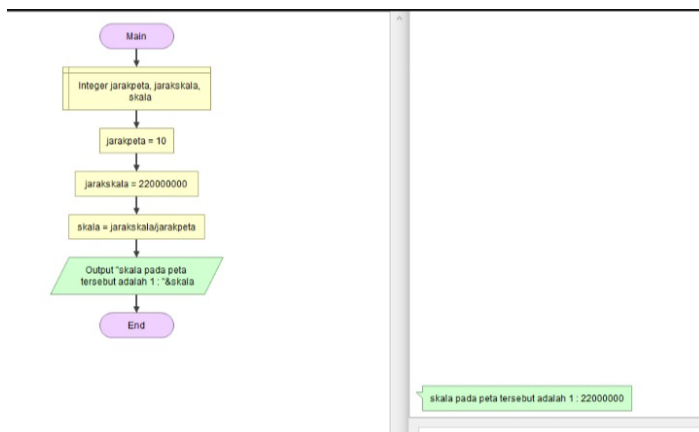 Main
Integer jarakpeta, jarakskala,
skala
jarakpeta = 10
jarakskala = 220000000
skala = jarakskala/jarakpeta
Output "skala pada peta
tersebut adalah 1 : "&skala
End
skala pada peta tersebut adalah 1 : 22000000